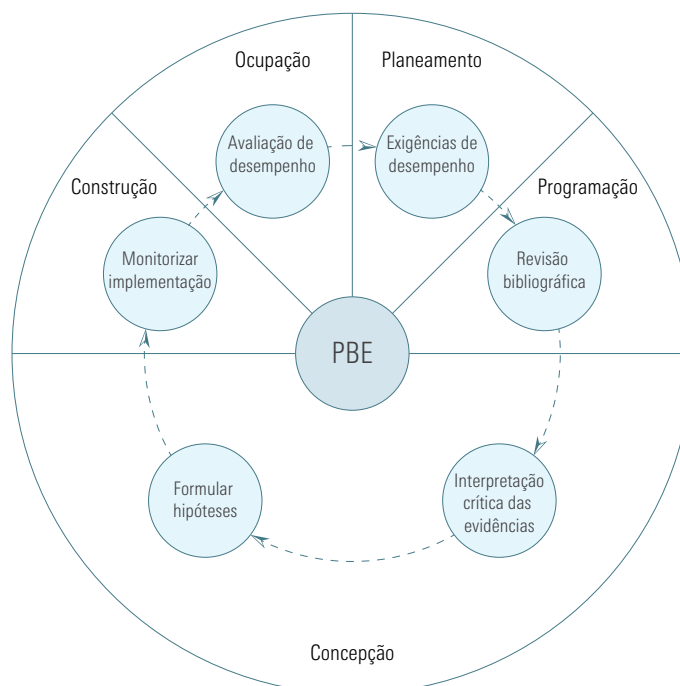 Ocupação
Planeamento
Avaliação de
desempenho
Exigências de
desempenho
Construção
Programação
Monitorizar
implementação
Revisão
bibliográfica
PBE
Formular
hipóteses
Interpretação
crítica das
evidências
Concepção